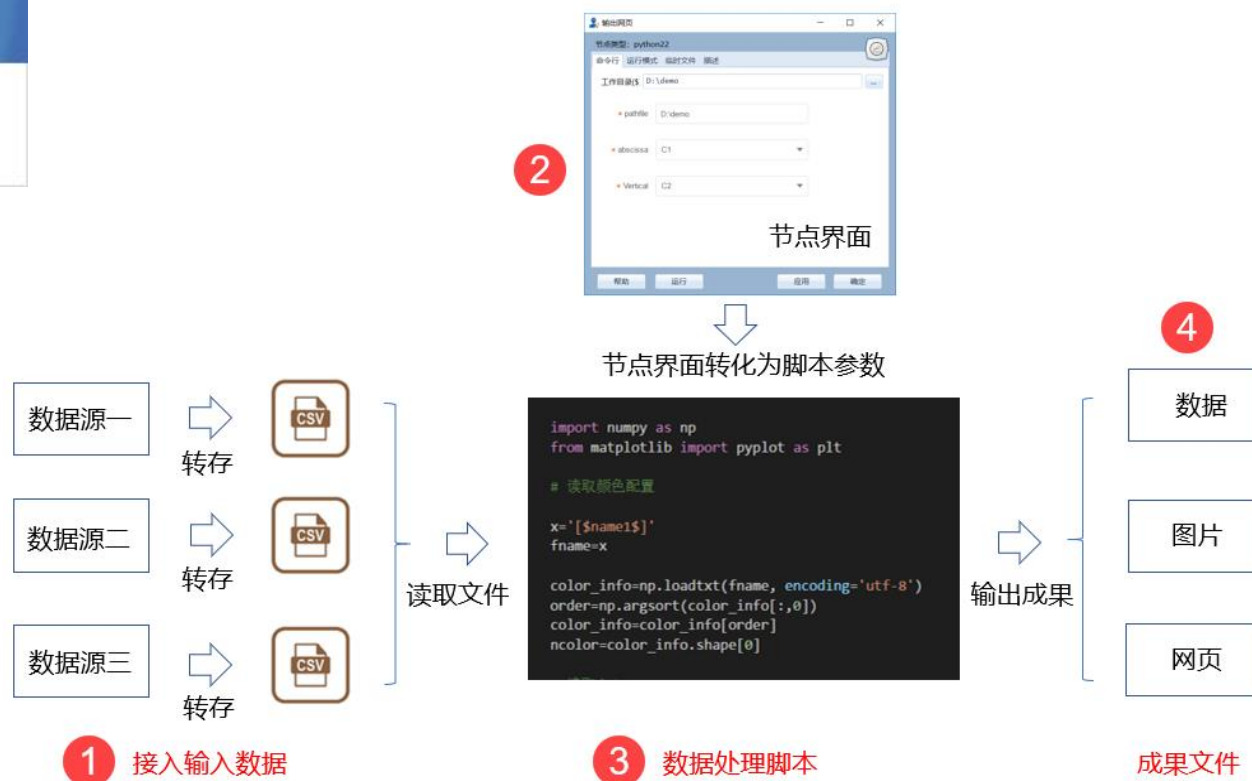 输出网页
节点类型: python22
命令行 运行模式 临时文件 描述
工作目录($ D:\demo
* pathfile D:\demo
* abscissa C1
* Vertical C2
节点界面
帮助 运行 应用 确定
2
节点界面转化为脚本参数
4
数据源一
转存
CSV
数据源二
转存
CSV
数据源三
转存
CSV
读取文件
import numpy as np
from matplotlib import pyplot as plt
# 读取颜色配置
x='[$name1$]'
fname=x
color_info=np.loadtxt(fname, encoding='utf-8')
order=np.argsort(color_info[:,0])
color_info=color_info[order]
ncolor=color_info.shape[0]
输出成果
数据
图片
网页
1 接入输入数据
3 数据处理脚本
成果文件